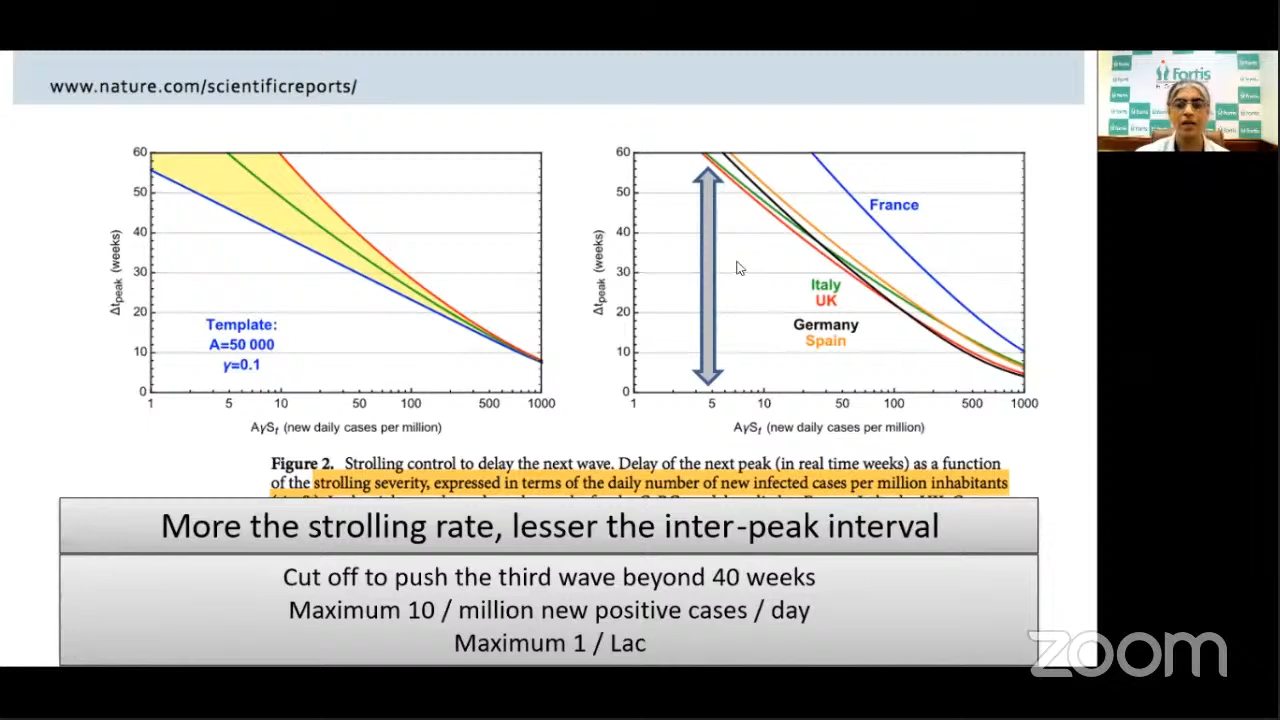 www.nature.com/scientificreports/
Fortis
60
50
40
30
20
10
0
Δtpeak (weeks)
Template:
A=50 000
γ=0.1
1 5 10 50 100 500 1000
AγSt (new daily cases per million)
60
50
40
30
20
10
0
Δtpeak (weeks)
France
Italy
UK
Germany
Spain
1 5 10 50 100 500 1000
AγSt (new daily cases per million)
Figure 2. Strolling control to delay the next wave. Delay of the next peak (in real time weeks) as a function
of the strolling severity, expressed in terms of the daily number of new infected cases per million inhabitants
More the strolling rate, lesser the inter-peak interval
Cut off to push the third wave beyond 40 weeks
Maximum 10 / million new positive cases / day
Maximum 1 / Lac
zoom